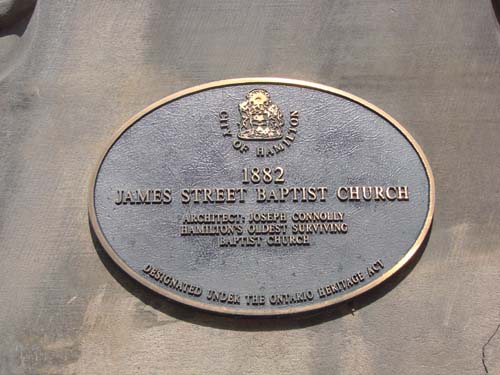 CITY OF HAMILTON
1882
JAMES STREET BAPTIST CHURCH
ARCHITECT: JOSEPH CONNOLLY
HAMILTON'S OLDEST SURVIVING
BAPTIST CHURCH
DESIGNATED UNDER THE ONTARIO HERITAGE ACT